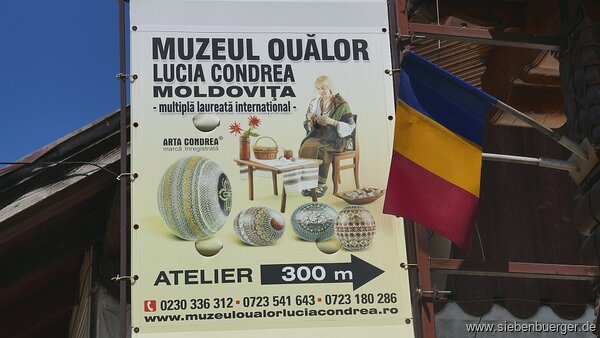 MUZEUL OUĂLOR
LUCIA CONDREA
MOLDOVIȚA
- multiplă laureată internațional -
ARTA CONDREA®
marcă înregistrată
ATELIER 300 m
0230 336 312 • 0723 541 643 • 0723 180 286
www.muzeuloualorluciacondrea.ro
www.siebenbuerger.de